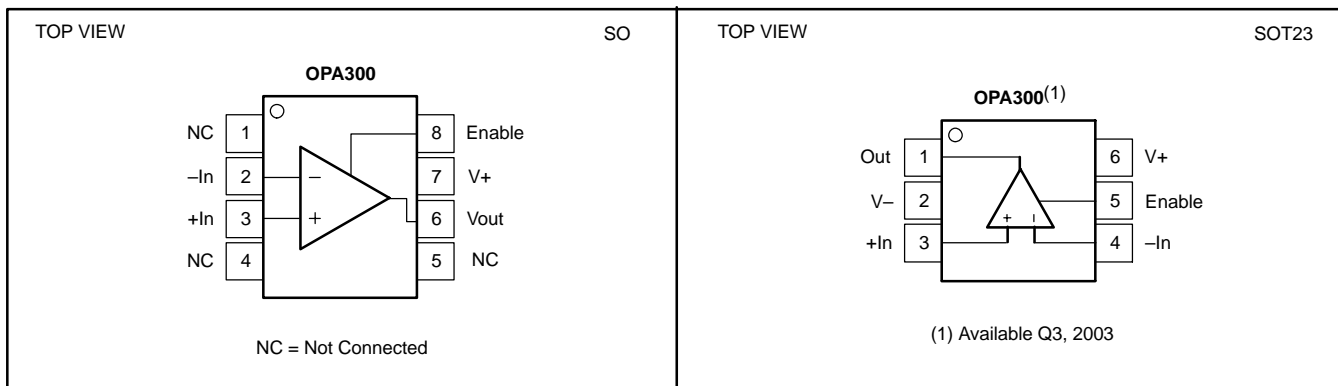 TOP VIEW SO
OPA300
NC 1 8 Enable
–In 2 – 7 V+
+In 3 + 6 Vout
NC 4 5 NC
NC = Not Connected
TOP VIEW SOT23
OPA300(1)
Out 1 6 V+
V– 2 5 Enable
+In 3 + – 4 –In
(1) Available Q3, 2003